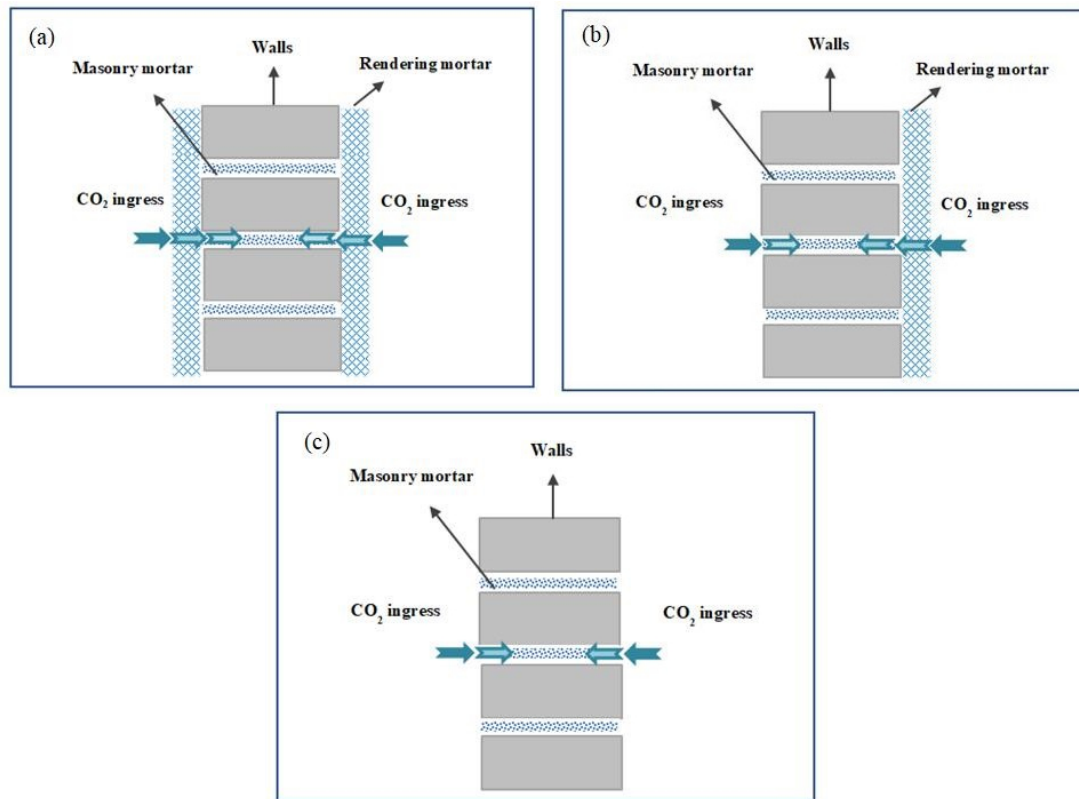 (a)
Walls
Masonry mortar
Rendering mortar
CO₂ ingress
CO₂ ingress
(b)
Walls
Masonry mortar
Rendering mortar
CO₂ ingress
CO₂ ingress
(c)
Walls
Masonry mortar
CO₂ ingress
CO₂ ingress